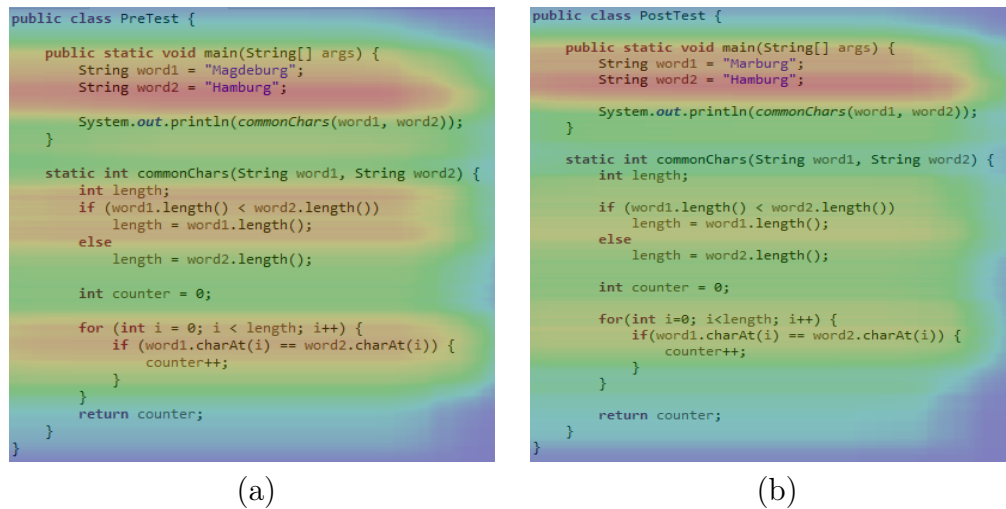 public class PreTest {
public static void main(String[] args) {
String word1 = "Magdeburg";
String word2 = "Hamburg";
System.out.println(commonChars(word1, word2));
}
static int commonChars(String word1, String word2) {
int length;
if (word1.length() < word2.length())
length = word1.length();
else
length = word2.length();
int counter = 0;
for (int i = 0; i < length; i++) {
if (word1.charAt(i) == word2.charAt(i)) {
counter++;
}
}
return counter;
}
}
(a)
public class PostTest {
public static void main(String[] args) {
String word1 = "Marburg";
String word2 = "Hamburg";
System.out.println(commonChars(word1, word2));
}
static int commonChars(String word1, String word2) {
int length;
if (word1.length() < word2.length())
length = word1.length();
else
length = word2.length();
int counter = 0;
for(int i=0; i<length; i++) {
if(word1.charAt(i) == word2.charAt(i)) {
counter++;
}
}
return counter;
}
}
(b)